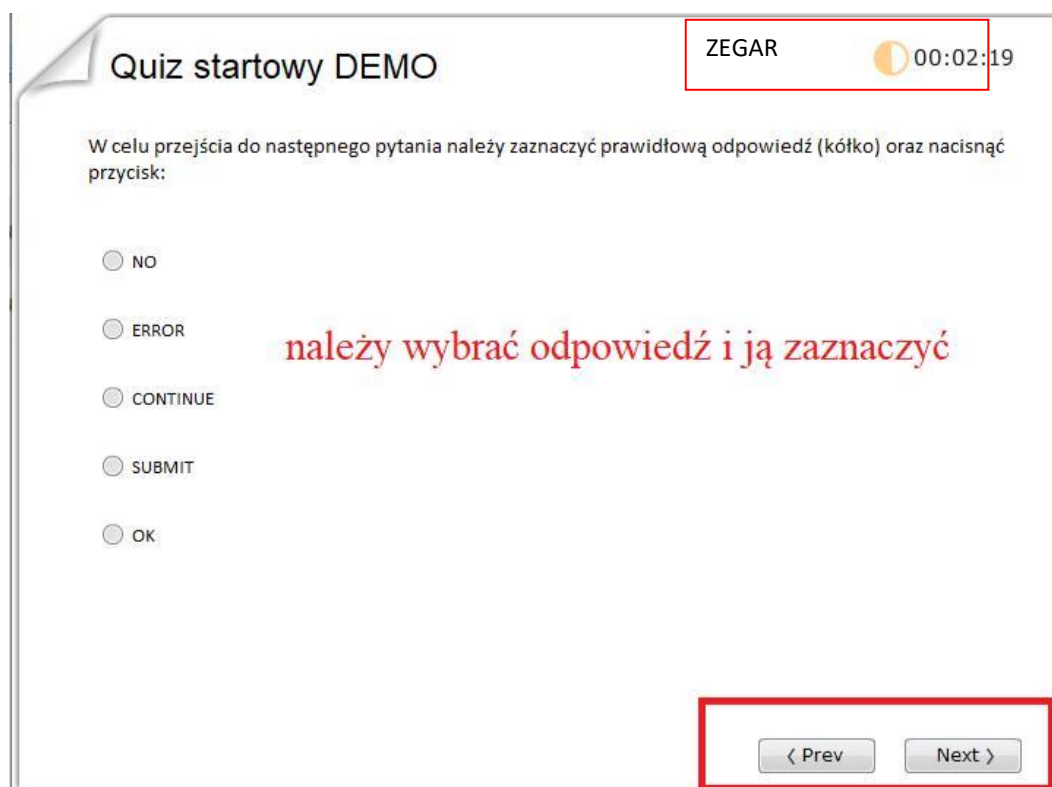 Quiz startowy DEMO
ZEGAR
00:02:19
W celu przejścia do następnego pytania należy zaznaczyć prawidłową odpowiedź (kółko) oraz nacisnąć
przycisk:
NO
ERROR
należy wybrać odpowiedź i ją zaznaczyć
CONTINUE
SUBMIT
OK
⟨ Prev
Next ⟩